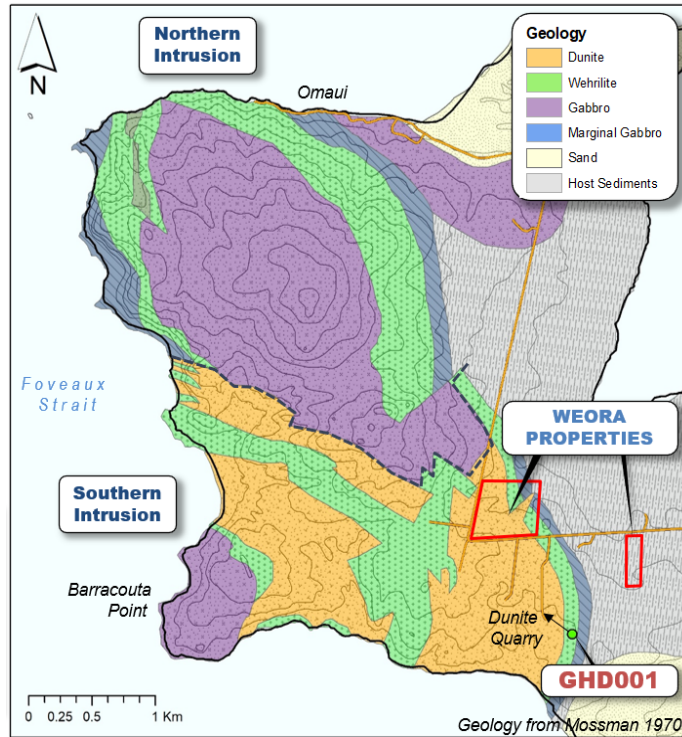 Northern
Intrusion
N
Omaui
Geology
Dunite
Wehrilite
Gabbro
Marginal Gabbro
Sand
Host Sediments
Foveaux
Strait
WEORA
PROPERTIES
Southern
Intrusion
Barracouta
Point
Dunite
Quarry
GHD001
0 0.25 0.5 1 Km
Geology from Mossman 1970